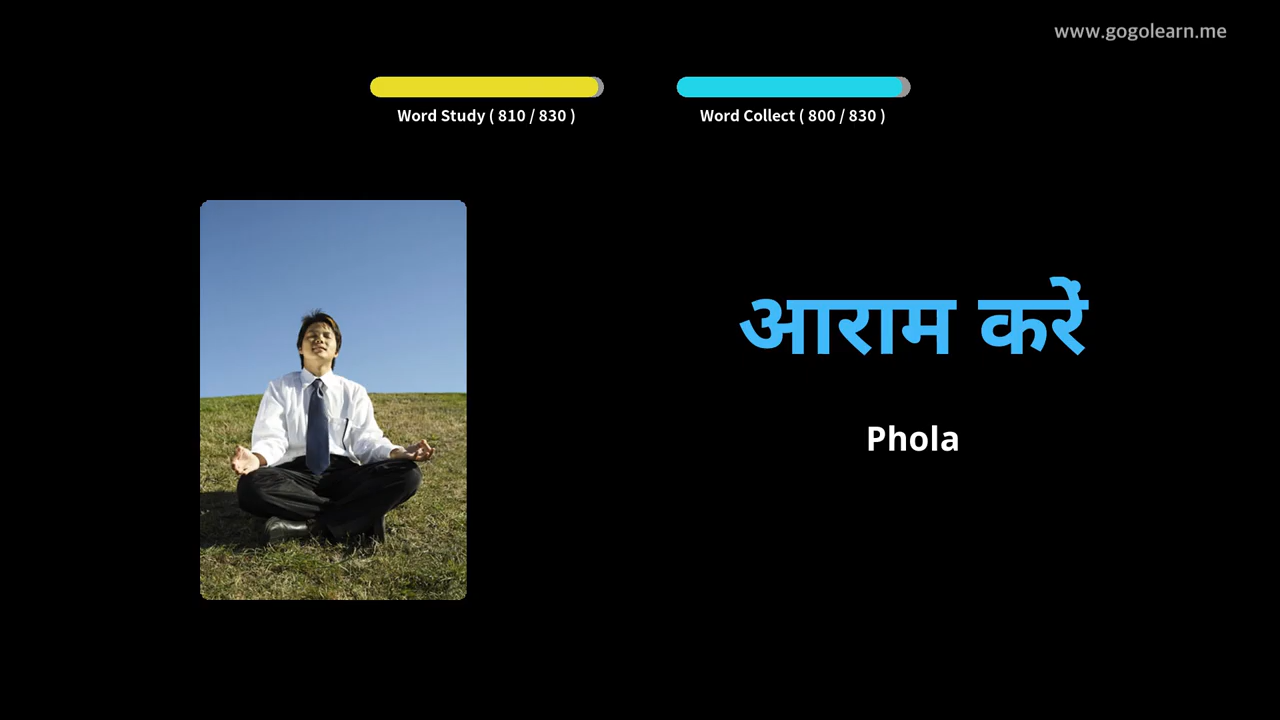 www.gogolearn.me
Word Study ( 810 / 830 )
Word Collect ( 800 / 830 )
आराम करें
Phola